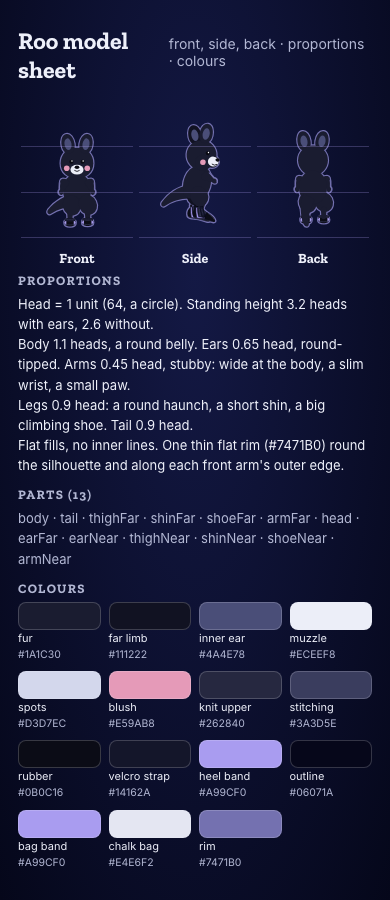 Roo model sheet
front, side, back · proportions · colours
Front Side Back
PROPORTIONS
Head = 1 unit (64, a circle). Standing height 3.2 heads
with ears, 2.6 without.
Body 1.1 heads, a round belly. Ears 0.65 head, round-
tipped. Arms 0.45 head, stubby: wide at the body, a slim
wrist, a small paw.
Legs 0.9 head: a round haunch, a short shin, a big
climbing shoe. Tail 0.9 head.
Flat fills, no inner lines. One thin flat rim (#7471B0) round
the silhouette and along each front arm's outer edge.
PARTS (13)
body · tail · thighFar · shinFar · shoeFar · armFar · head ·
earFar · earNear · thighNear · shinNear · shoeNear ·
armNear
COLOURS
fur far limb inner ear muzzle
#1A1C30 #111222 #4A4E78 #ECEEF8
spots blush knit upper stitching
#D3D7EC #E59AB8 #262840 #3A3D5E
rubber velcro strap heel band outline
#0B0C16 #14162A #A99CF0 #06071A
bag band chalk bag rim
#A99CF0 #E4E6F2 #7471B0